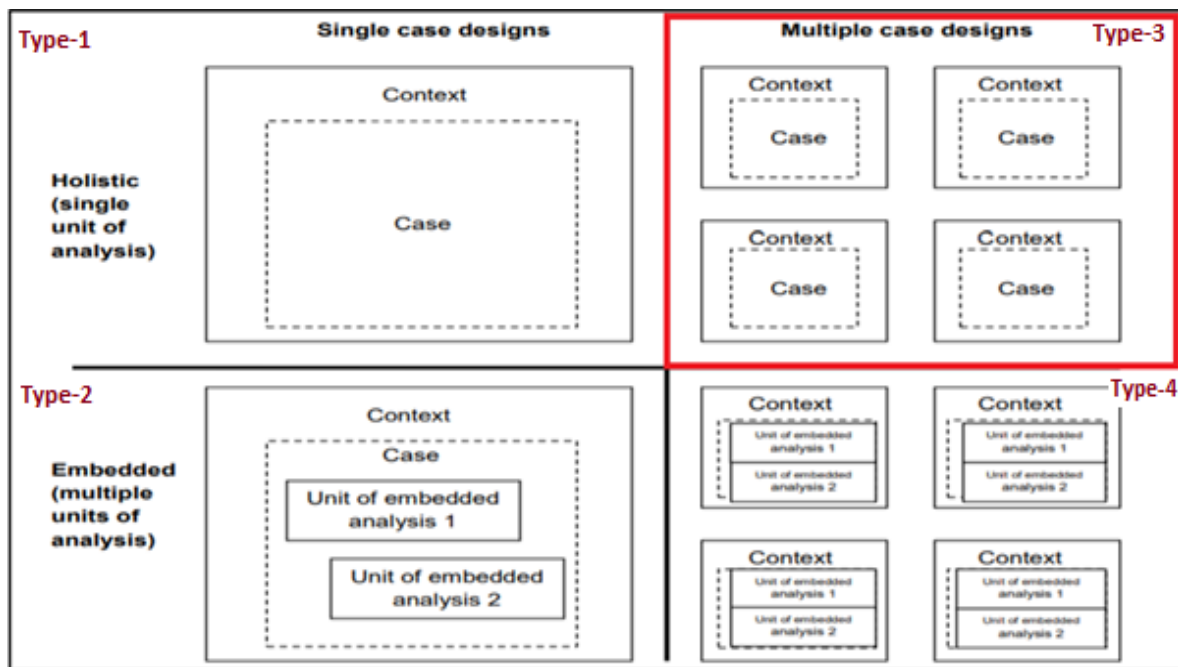 Type-1
Single case designs
Multiple case designs
Type-3
Holistic
(single
unit of
analysis)
Context
Case
Context
Case
Context
Case
Context
Case
Context
Case
Type-2
Type-4
Embedded
(multiple
units of
analysis)
Context
Case
Unit of embedded
analysis 1
Unit of embedded
analysis 2
Context
Unit of embedded
analysis 1
Unit of embedded
analysis 2
Context
Unit of embedded
analysis 1
Unit of embedded
analysis 2
Context
Unit of embedded
analysis 1
Unit of embedded
analysis 2
Context
Unit of embedded
analysis 1
Unit of embedded
analysis 2